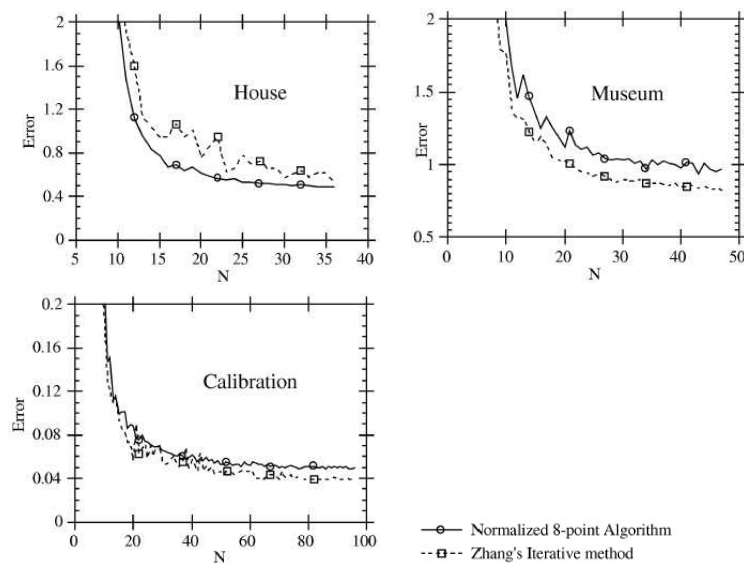 2
1.6
1.2
0.8
0.4
0
Error
House
5 10 15 20 25 30 35 40
N
2
1.5
1
0.5
Error
Museum
0 10 20 30 40 50
N
0.2
0.16
0.12
0.08
0.04
0
Error
Calibration
0 20 40 60 80 100
N
Normalized 8-point Algorithm
Zhang's Iterative method